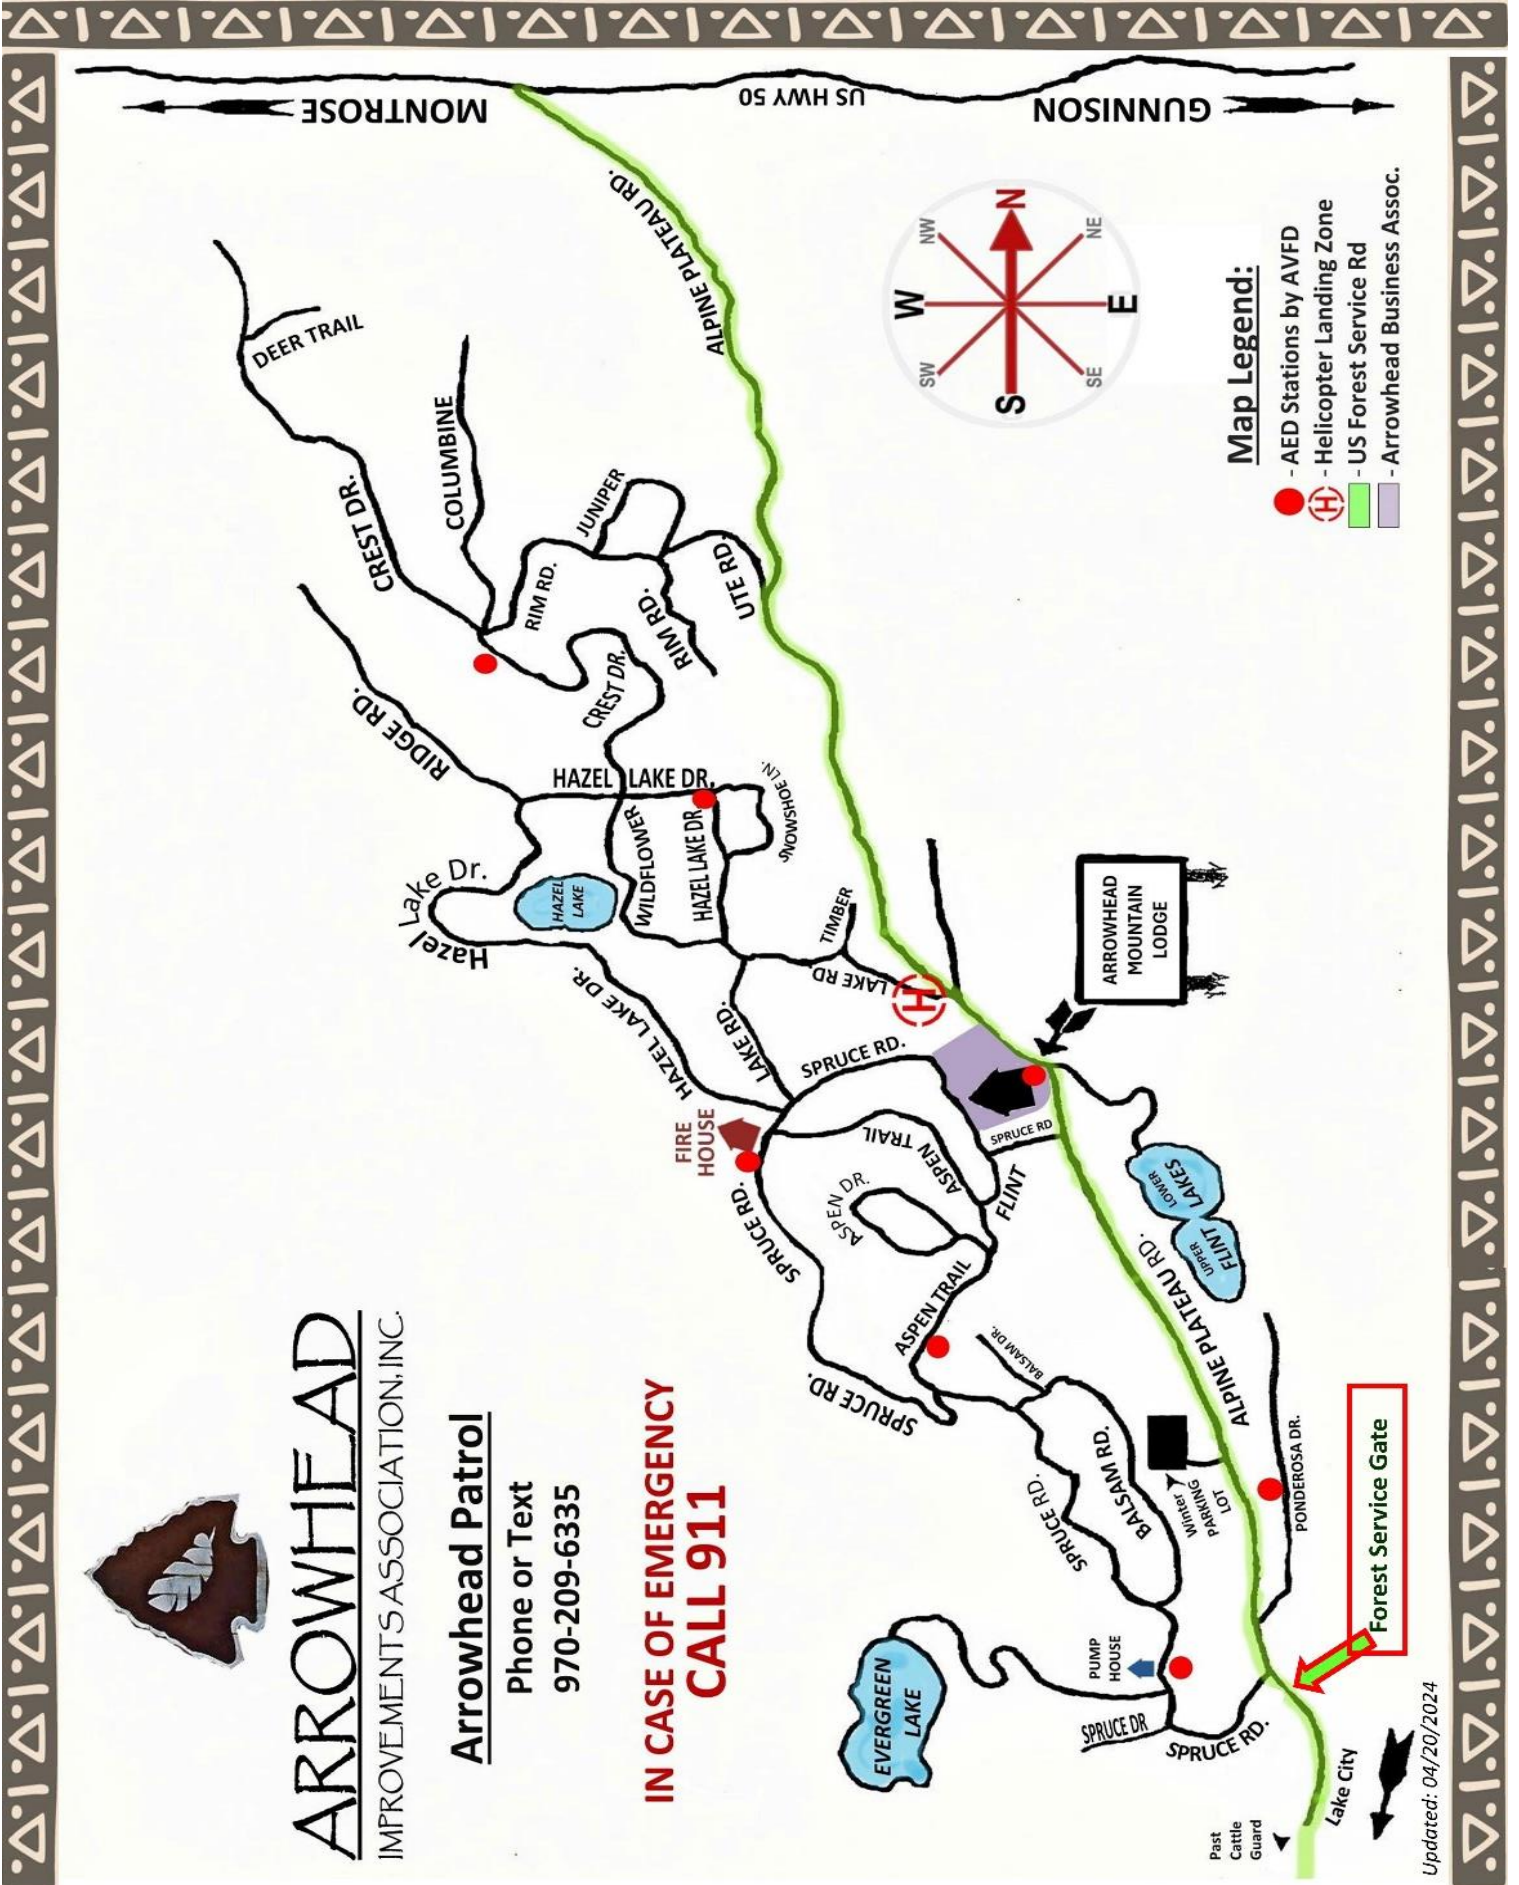 ARROWHEAD
IMPROVEMENTS ASSOCIATION, INC.
Arrowhead Patrol
Phone or Text
970-209-6335
IN CASE OF EMERGENCY
CALL 911
MONTROSE
US HWY 50
GUNNISON
ALPINE PLATEAU RD.
ALPINE PLATEAU RD.
DEER TRAIL
COLUMBINE
CREST DR.
JUNIPER
RIM RD.
RIM RD.
UTE RD.
CREST DR.
RIDGE RD.
HAZEL LAKE DR.
SNOWSHOE LN.
WILDFLOWER
HAZEL LAKE DR
Hazel Lake Dr.
HAZEL
LAKE
TIMBER
LAKE RD
HAZEL LAKE DR.
LAKE RD.
H
SPRUCE RD.
FIRE
HOUSE
ASPEN TRAIL
SPRUCE RD
FLINT
ASPEN DR.
SPRUCE RD.
ASPEN TRAIL
SPRUCE RD.
BALSAM DR.
BALSAM RD.
SPRUCE RD.
Winter
PARKING
LOT
ALPINE PLATEAU RD.
PONDEROSA DR.
LOWER
LAKES
UPPER
FLINT
ARROWHEAD
MOUNTAIN
LODGE
EVERGREEN
LAKE
PUMP
HOUSE
SPRUCE DR
SPRUCE RD.
Forest Service Gate
Lake City
Past
Cattle
Guard
N
NE
E
SE
S
SW
W
NW
Map Legend:
- AED Stations by AVFD
H - Helicopter Landing Zone
- US Forest Service Rd
- Arrowhead Business Assoc.
Updated: 04/20/2024